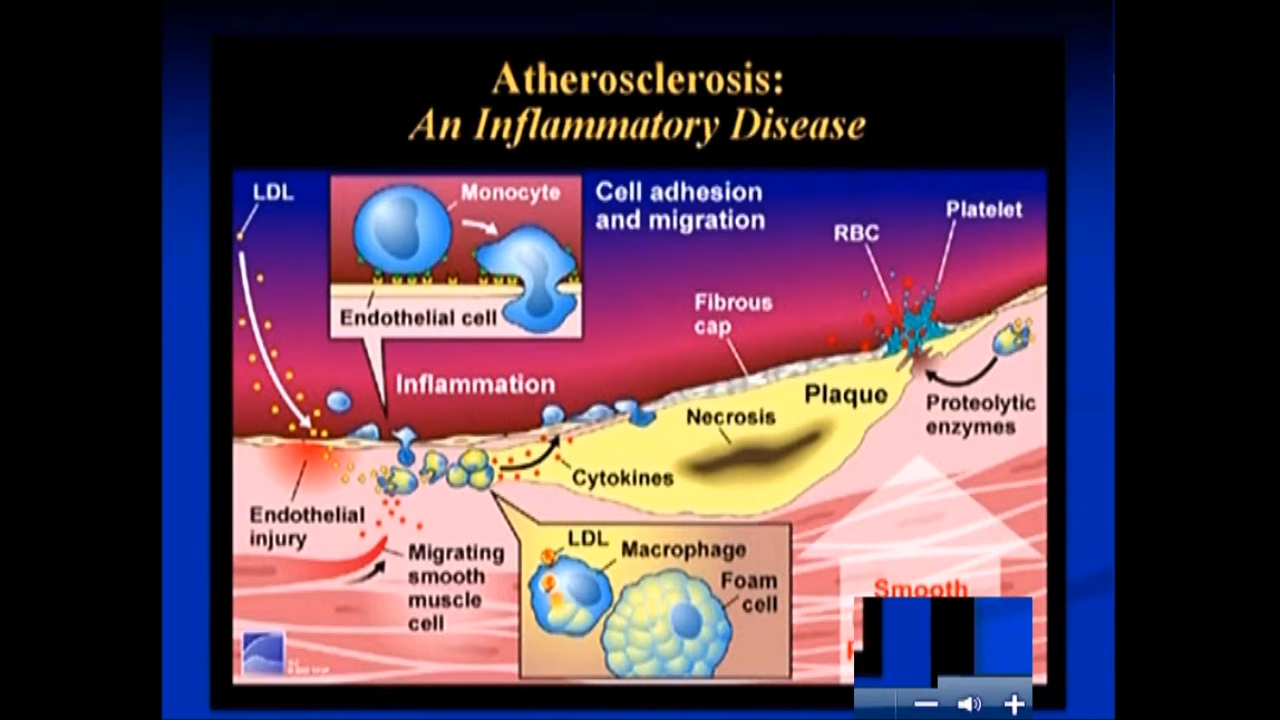 Atherosclerosis:
An Inflammatory Disease
LDL
Monocyte
Endothelial cell
Cell adhesion
and migration
RBC
Platelet
Fibrous
cap
Inflammation
Plaque
Necrosis
Proteolytic
enzymes
Cytokines
Endothelial
injury
Migrating
smooth
muscle
cell
LDL
Macrophage
Foam
cell
Smooth